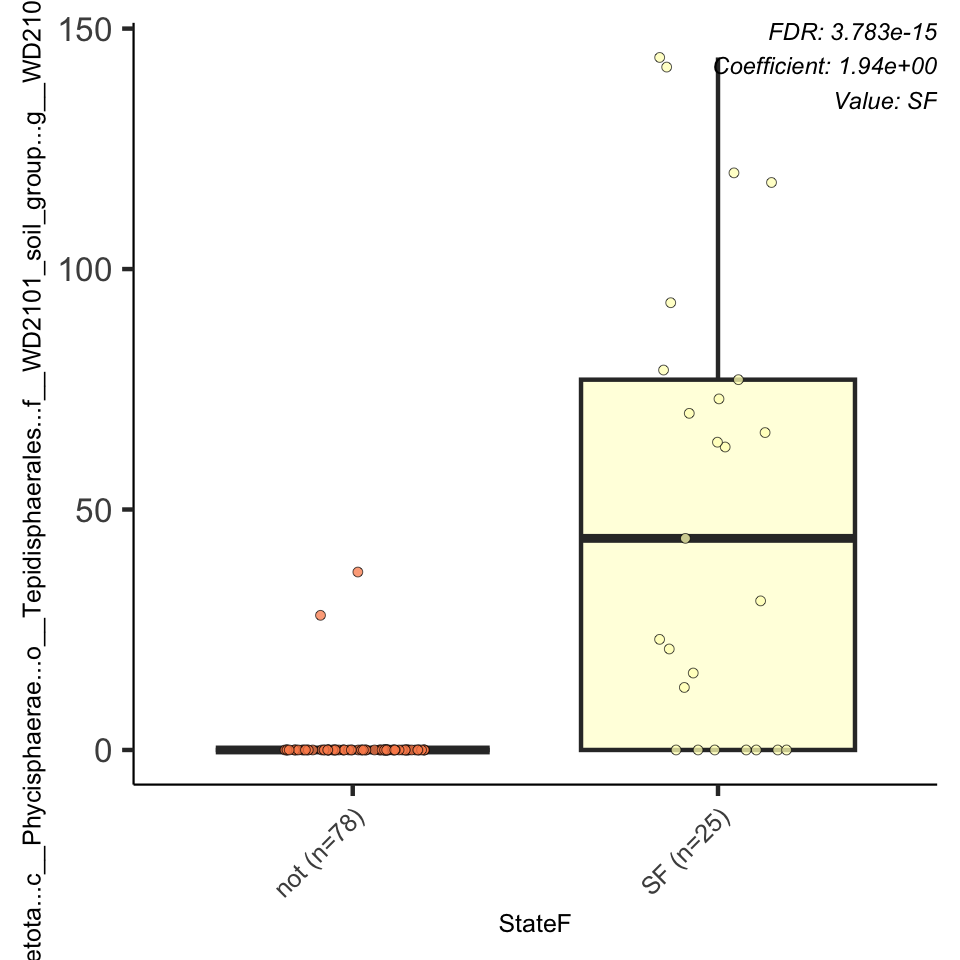 etota...c__Phycisphaerae...o__Tepidisphaerales...f__WD2101_soil_group...g__WD210
150
100
50
0
FDR: 3.783e-15
Coefficient: 1.94e+00
Value: SF
not (n=78)
SF (n=25)
StateF